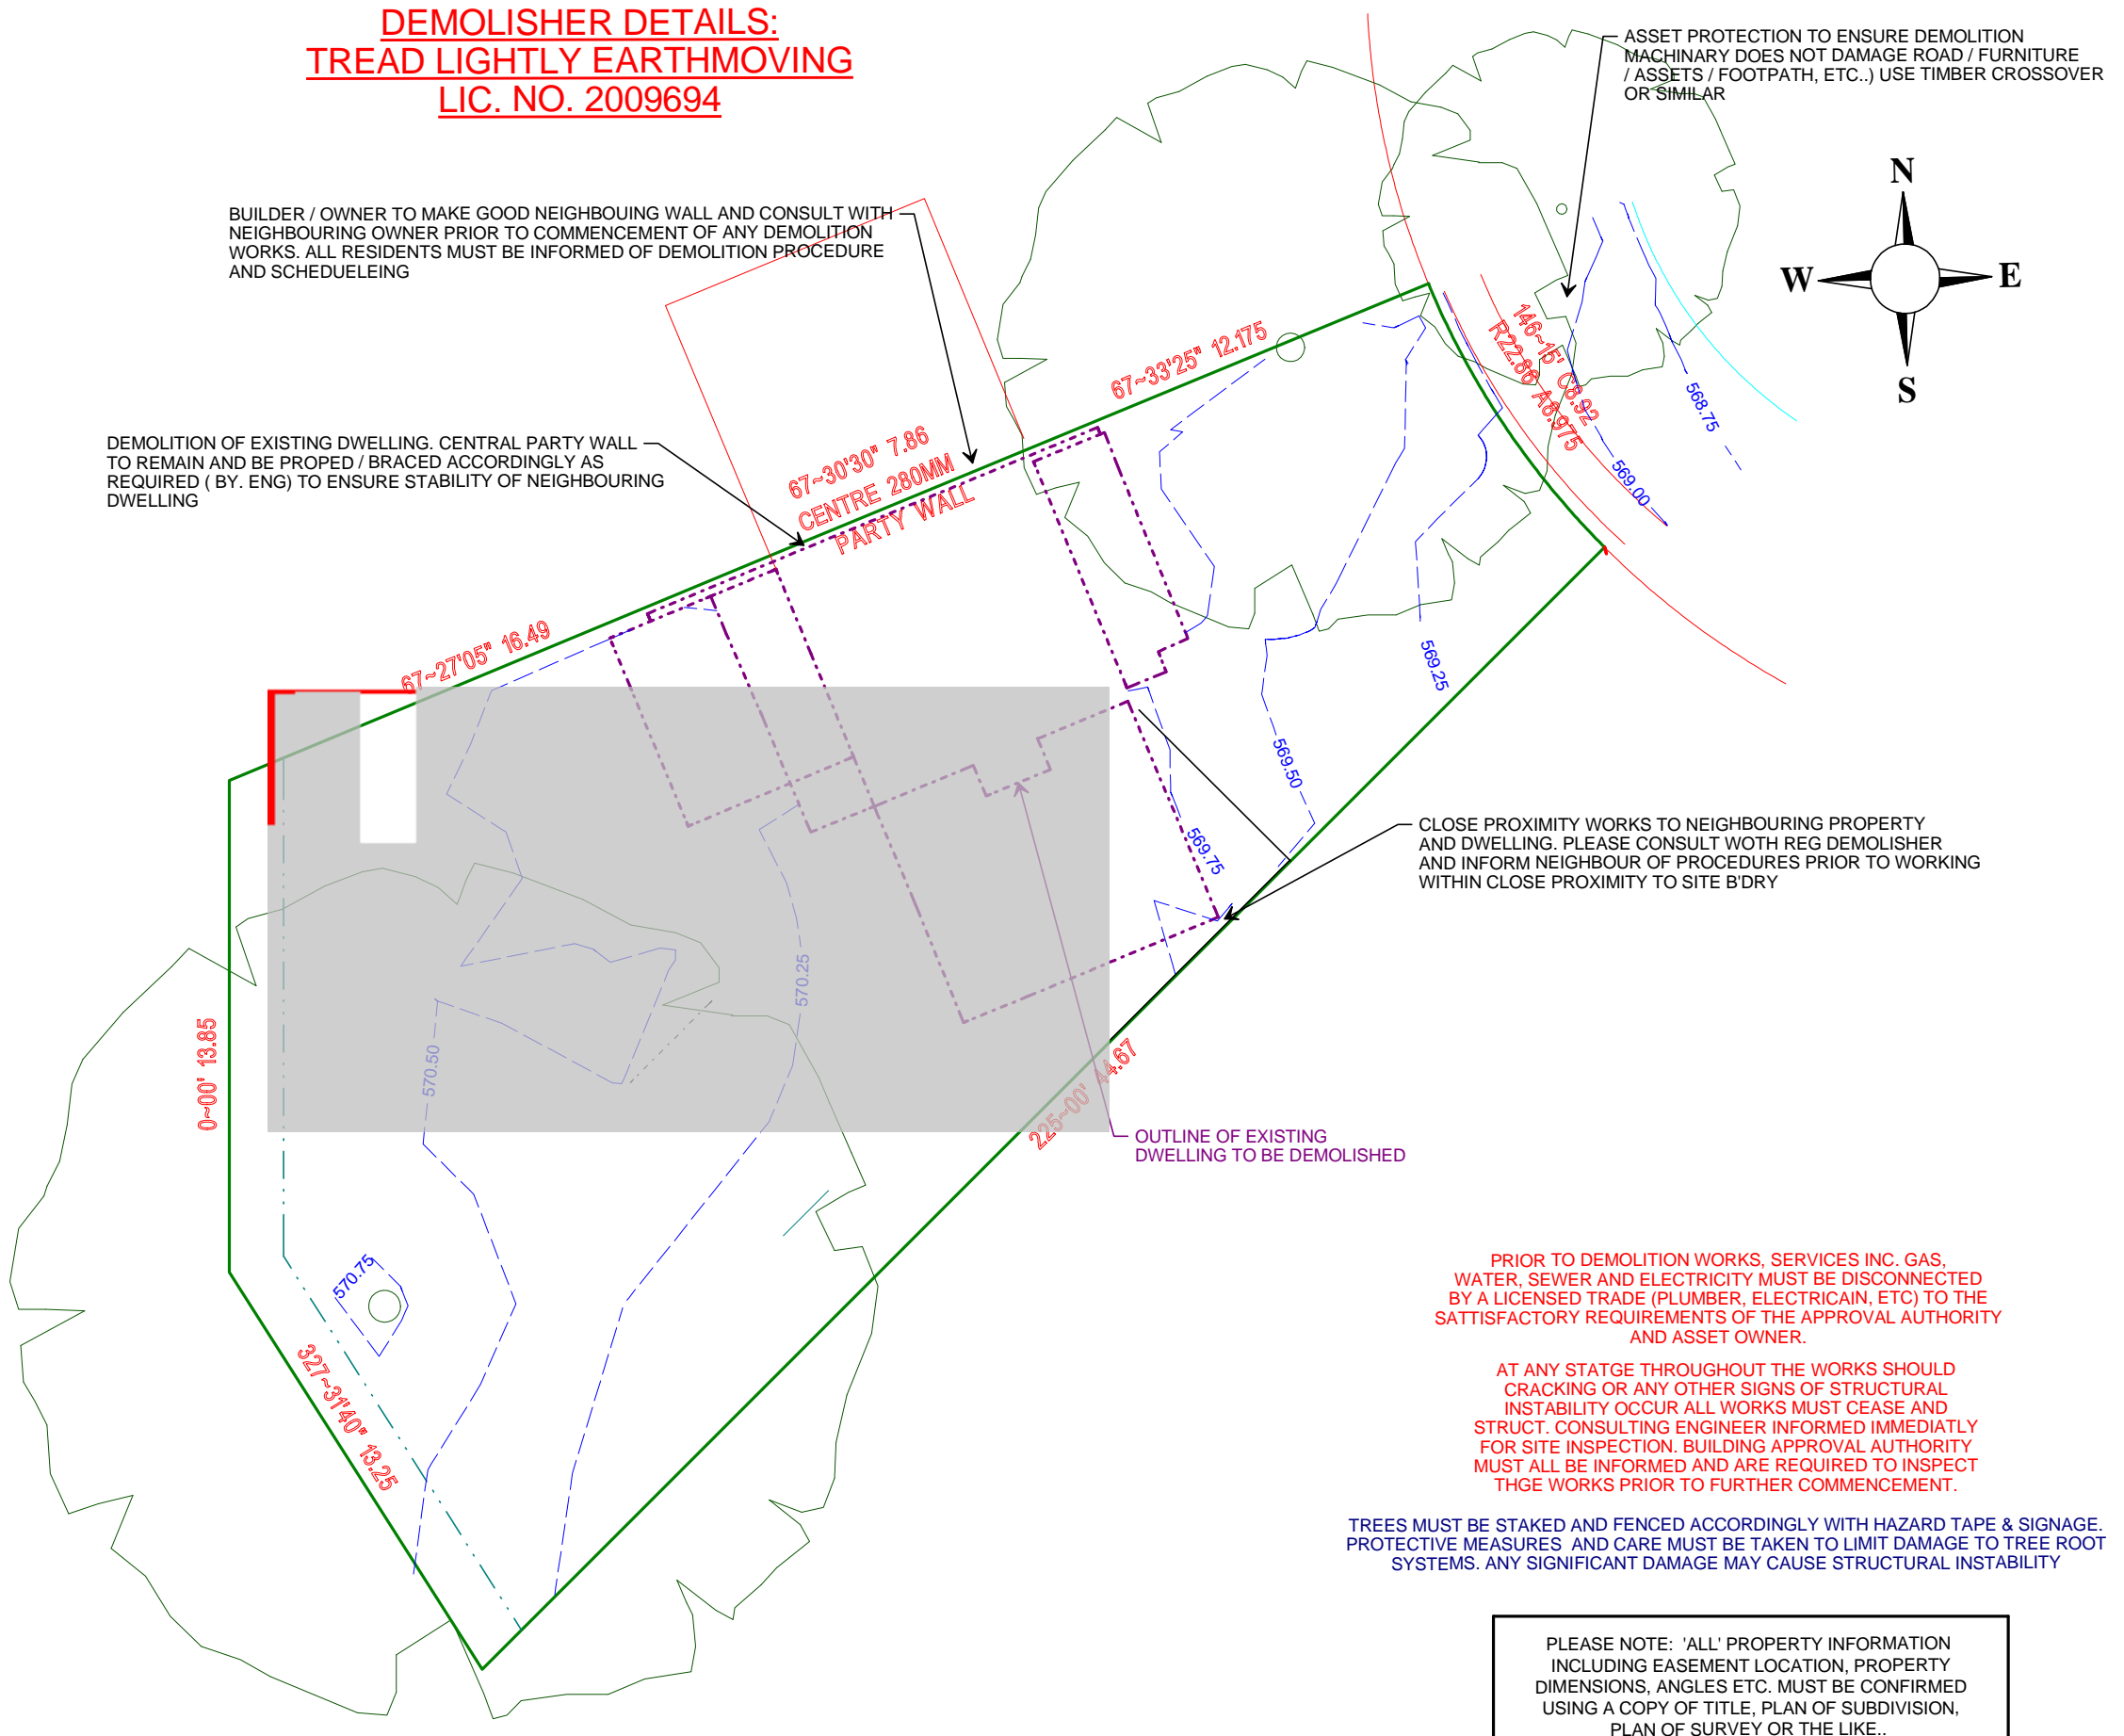 DEMOLISHER DETAILS:
TREAD LIGHTLY EARTHMOVING
LIC. NO. 2009694
ASSET PROTECTION TO ENSURE DEMOLITION
MACHINARY DOES NOT DAMAGE ROAD / FURNITURE
/ ASSETS / FOOTPATH, ETC..) USE TIMBER CROSSOVER
OR SIMILAR
N
W
E
S
BUILDER / OWNER TO MAKE GOOD NEIGHBOUING WALL AND CONSULT WITH
NEIGHBOURING OWNER PRIOR TO COMMENCEMENT OF ANY DEMOLITION
WORKS. ALL RESIDENTS MUST BE INFORMED OF DEMOLITION PROCEDURE
AND SCHEDUELEING
67~33'25" 12.175
146~15' C8.92
R22.86 A8.975
568.75
569.00
DEMOLITION OF EXISTING DWELLING. CENTRAL PARTY WALL
TO REMAIN AND BE PROPED / BRACED ACCORDINGLY AS
REQUIRED ( BY. ENG) TO ENSURE STABILITY OF NEIGHBOURING
DWELLING
67~30'30" 7.86
CENTRE 280MM
PARTY WALL
67~27'05" 16.49
569.25
569.50
569.75
CLOSE PROXIMITY WORKS TO NEIGHBOURING PROPERTY
AND DWELLING. PLEASE CONSULT WOTH REG DEMOLISHER
AND INFORM NEIGHBOUR OF PROCEDURES PRIOR TO WORKING
WITHIN CLOSE PROXIMITY TO SITE B'DRY
570.25
570.50
0~00' 13.85
225~00' 44.67
OUTLINE OF EXISTING
DWELLING TO BE DEMOLISHED
570.75
327~31'40" 13.25
PRIOR TO DEMOLITION WORKS, SERVICES INC. GAS,
WATER, SEWER AND ELECTRICITY MUST BE DISCONNECTED
BY A LICENSED TRADE (PLUMBER, ELECTRICAIN, ETC) TO THE
SATTISFACTORY REQUIREMENTS OF THE APPROVAL AUTHORITY
AND ASSET OWNER.
AT ANY STATGE THROUGHOUT THE WORKS SHOULD
CRACKING OR ANY OTHER SIGNS OF STRUCTURAL
INSTABILITY OCCUR ALL WORKS MUST CEASE AND
STRUCT. CONSULTING ENGINEER INFORMED IMMEDIATLY
FOR SITE INSPECTION. BUILDING APPROVAL AUTHORITY
MUST ALL BE INFORMED AND ARE REQUIRED TO INSPECT
THGE WORKS PRIOR TO FURTHER COMMENCEMENT.
TREES MUST BE STAKED AND FENCED ACCORDINGLY WITH HAZARD TAPE & SIGNAGE.
PROTECTIVE MEASURES AND CARE MUST BE TAKEN TO LIMIT DAMAGE TO TREE ROOT
SYSTEMS. ANY SIGNIFICANT DAMAGE MAY CAUSE STRUCTURAL INSTABILITY
PLEASE NOTE: 'ALL' PROPERTY INFORMATION
INCLUDING EASEMENT LOCATION, PROPERTY
DIMENSIONS, ANGLES ETC. MUST BE CONFIRMED
USING A COPY OF TITLE, PLAN OF SUBDIVISION,
PLAN OF SURVEY OR THE LIKE..